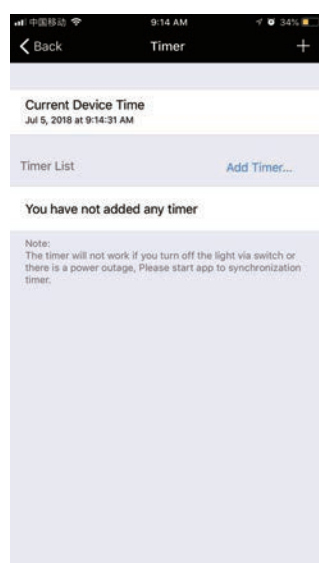 中国移动 9:14 AM 34%
Back Timer +
Current Device Time
Jul 5, 2018 at 9:14:31 AM
Timer List Add Timer...
You have not added any timer
Note:
The timer will not work if you turn off the light via switch or
there is a power outage, Please start app to synchronization
timer.